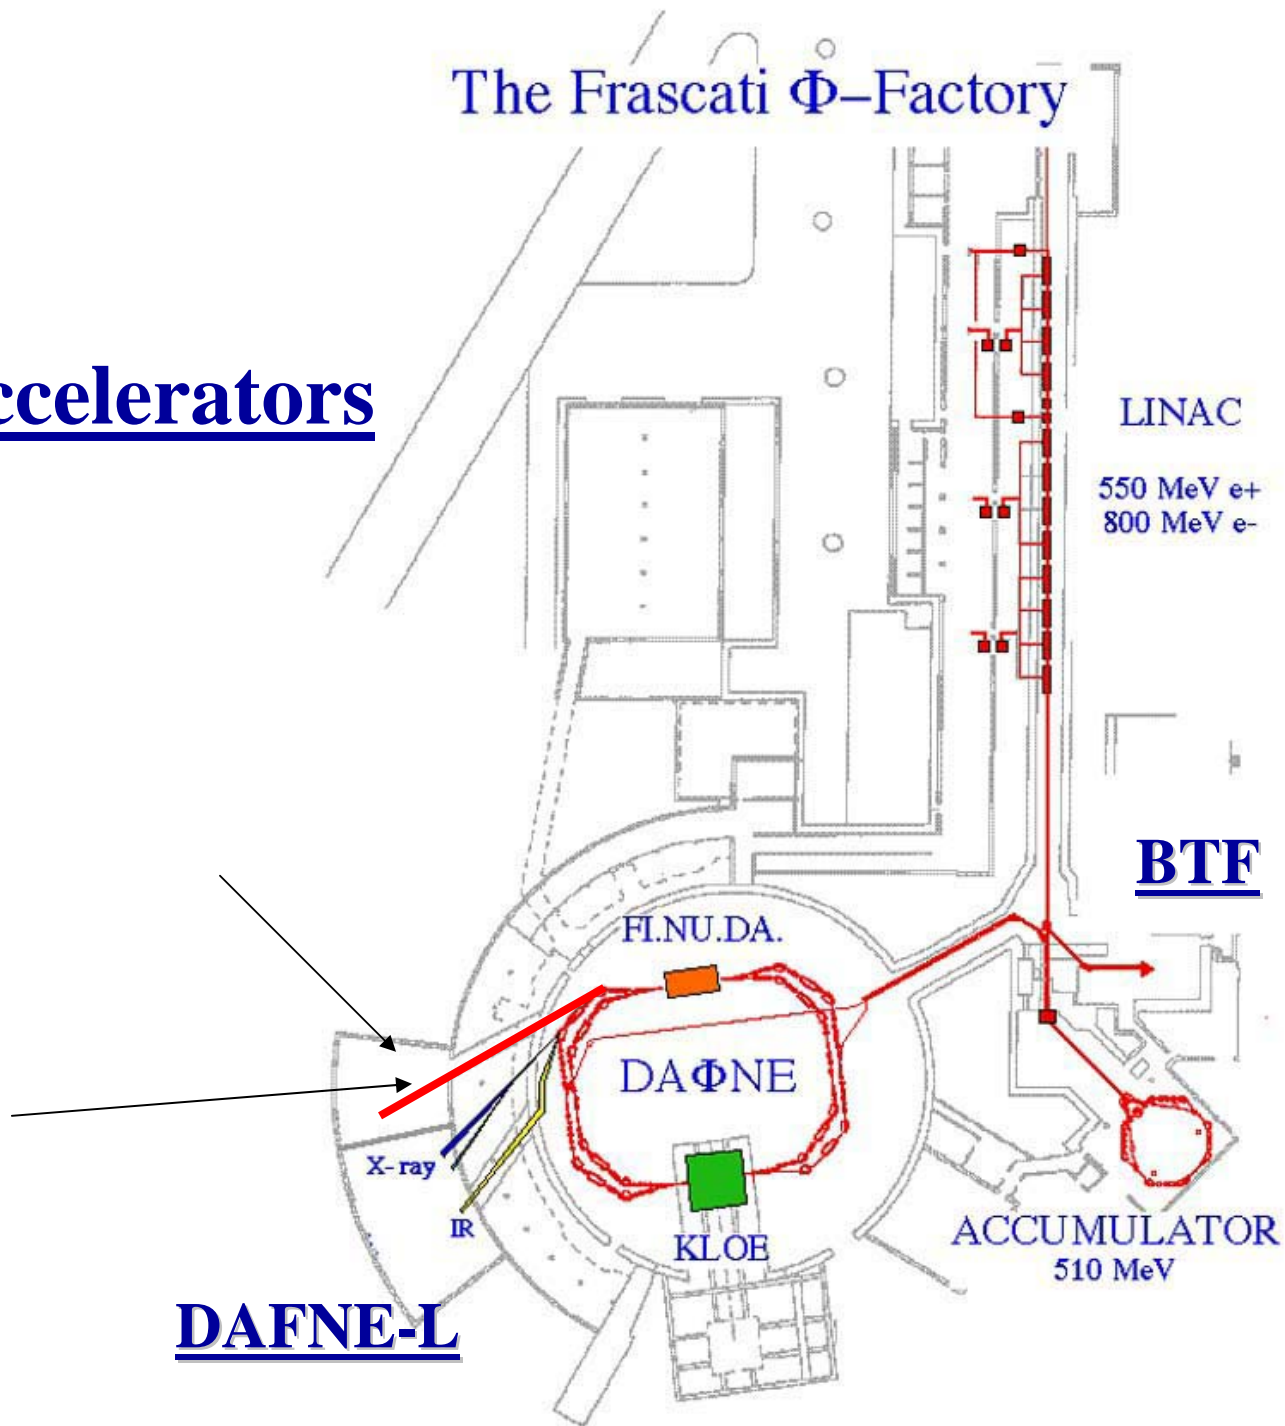 The Frascati Φ–Factory
ccelerators
LINAC
550 MeV e+
800 MeV e-
BTF
FI.NU.DA.
DAΦNE
X- ray
IR
KLOE
ACCUMULATOR
510 MeV
DAFNE-L